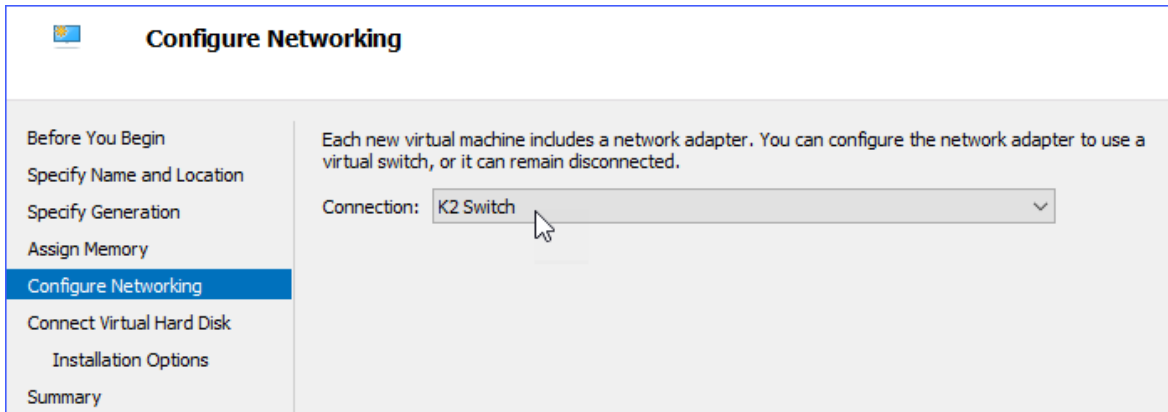 Configure Networking
Before You Begin
Specify Name and Location
Specify Generation
Assign Memory
Configure Networking
Connect Virtual Hard Disk
Installation Options
Summary
Each new virtual machine includes a network adapter. You can configure the network adapter to use a
virtual switch, or it can remain disconnected.
Connection: K2 Switch